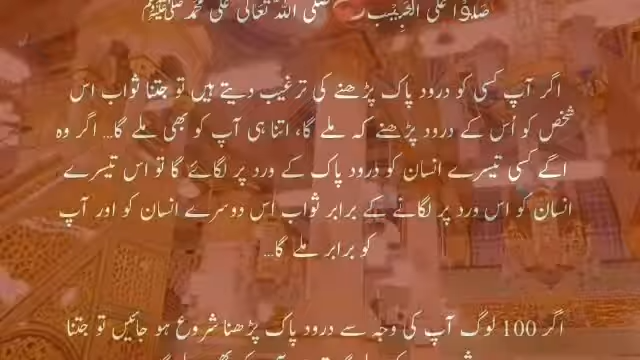 صَلُّوْا عَلَی الْحَبِیْب صلی اللہ تعالیٰ علیٰ محمد ﷺ
اگر آپ کسی کو درود پاک پڑھنے کی ترغیب دیتے ہیں تو جتنا ثواب اس
شخص کو اُس کے درود پڑھنے کہ ملے گا، اتنا ہی آپ کو بھی ملے گا... اگر وہ
اگے کسی تیسرے انسان کو درود پاک کے ورد پر لگائے گا تو اس تیسرے
انسان کو اس ورد پر لگانے کے برابر ثواب اس دوسرے انسان کو اور آپ
کو برابر ملے گا...
اگر 100 لوگ آپ کی وجہ سے درود پاک پڑھنا شروع ہو جائیں تو جتنا